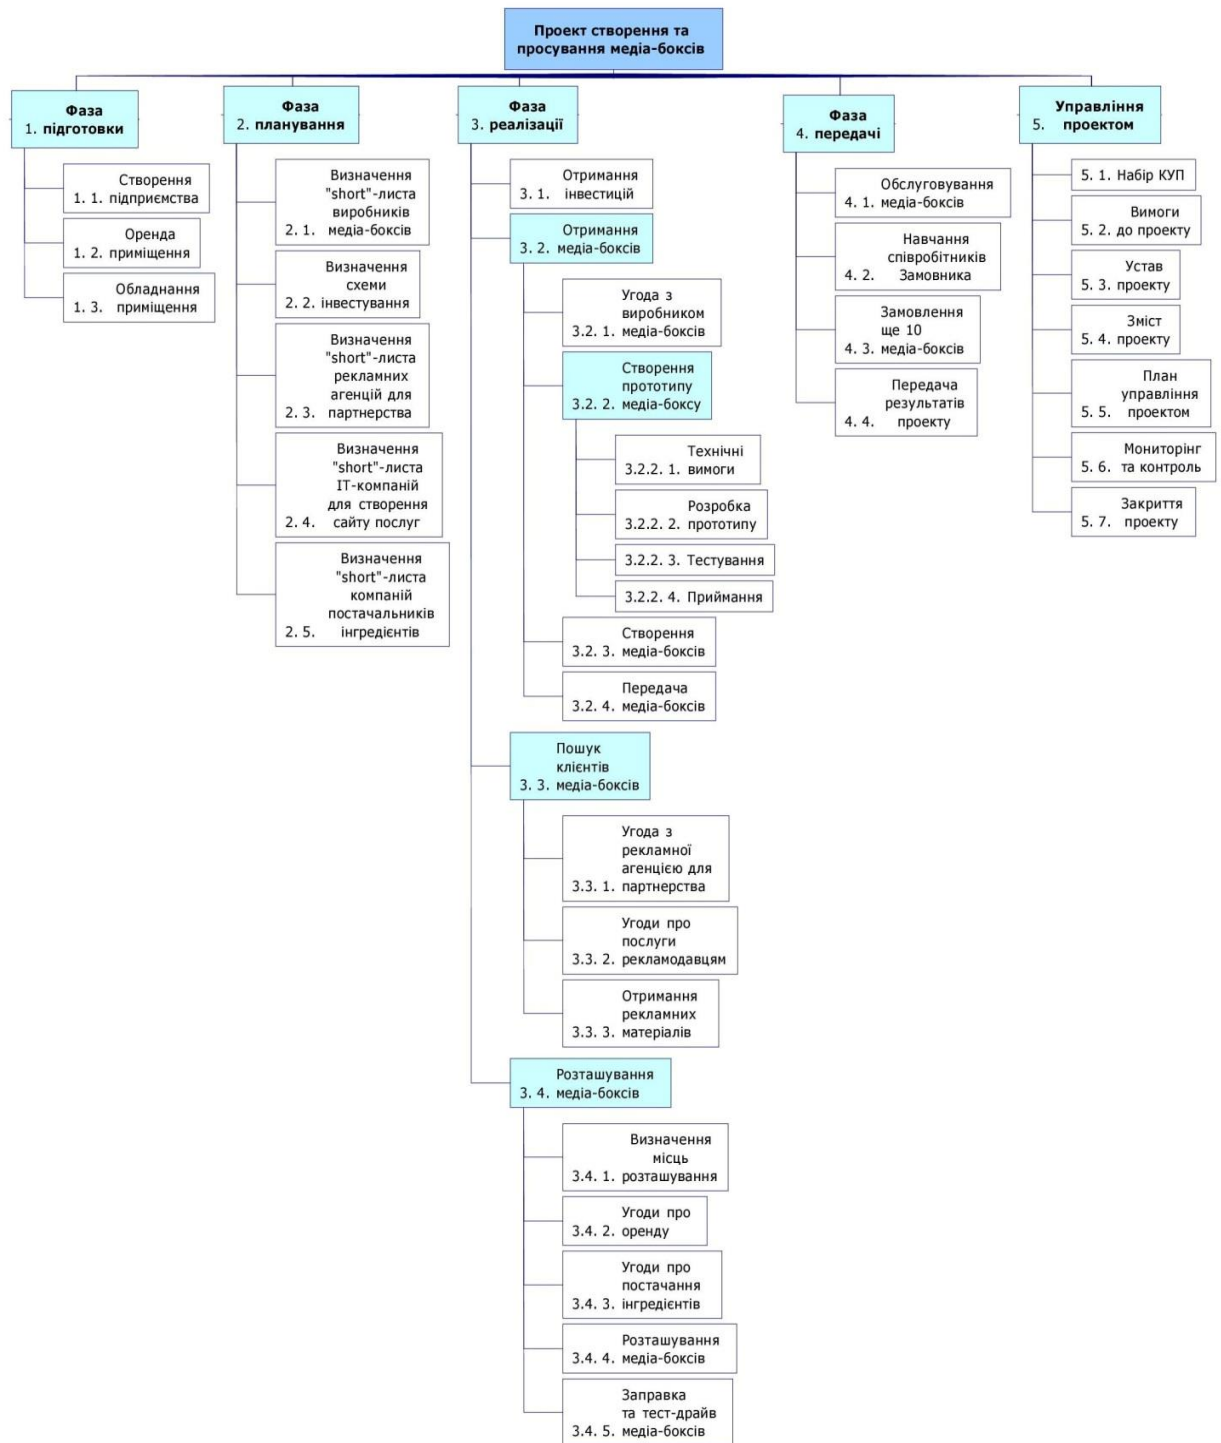 Проект створення та
просування медіа-боксів
Фаза
1. підготовки
Створення
1. 1. підприємства
Оренда
1. 2. приміщення
Обладнання
1. 3. приміщення
Фаза
2. планування
Визначення
"short"-листа
виробників
2. 1. медіа-боксів
Визначення
схеми
2. 2. інвестування
Визначення
"short"-листа
рекламних
агенцій для
2. 3. партнерства
Визначення
"short"-листа
ІТ-компаній
для створення
2. 4. сайту послуг
Визначення
"short"-листа
компаній
постачальників
2. 5. інгредієнтів
Фаза
3. реалізації
Отримання
3. 1. інвестицій
Отримання
3. 2. медіа-боксів
Угода з
виробником
3.2. 1. медіа-боксів
Створення
прототипу
3.2. 2. медіа-боксу
Технічні
3.2.2. 1. вимоги
Розробка
3.2.2. 2. прототипу
3.2.2. 3. Тестування
3.2.2. 4. Приймання
Створення
3.2. 3. медіа-боксів
Передача
3.2. 4. медіа-боксів
Пошук
клієнтів
3. 3. медіа-боксів
Угода з
рекламної
агенцією для
3.3. 1. партнерства
Угоди про
послуги
3.3. 2. рекламодавцям
Отримання
рекламних
3.3. 3. матеріалів
Розташування
3. 4. медіа-боксів
Визначення
місць
3.4. 1. розташування
Угоди про
3.4. 2. оренду
Угоди про
постачання
3.4. 3. інгредієнтів
Розташування
3.4. 4. медіа-боксів
Заправка
та тест-драйв
3.4. 5. медіа-боксів
Фаза
4. передачі
Обслуговування
4. 1. медіа-боксів
Навчання
співробітників
4. 2. Замовника
Замовлення
ще 10
4. 3. медіа-боксів
Передача
результатів
4. 4. проекту
Управління
5. проектом
5. 1. Набір КУП
Вимоги
5. 2. до проекту
Устав
5. 3. проекту
Зміст
5. 4. проекту
План
управління
5. 5. проектом
Мониторінг
5. 6. та контроль
Закриття
5. 7. проекту